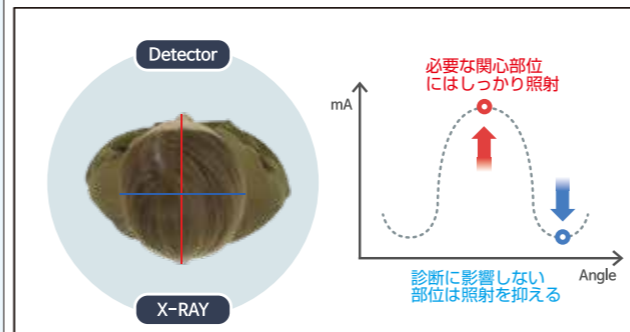 Detector
X-RAY
必要な関心部位
にはしっかり照射
mA
Angle
診断に影響しない
部位は照射を抑える